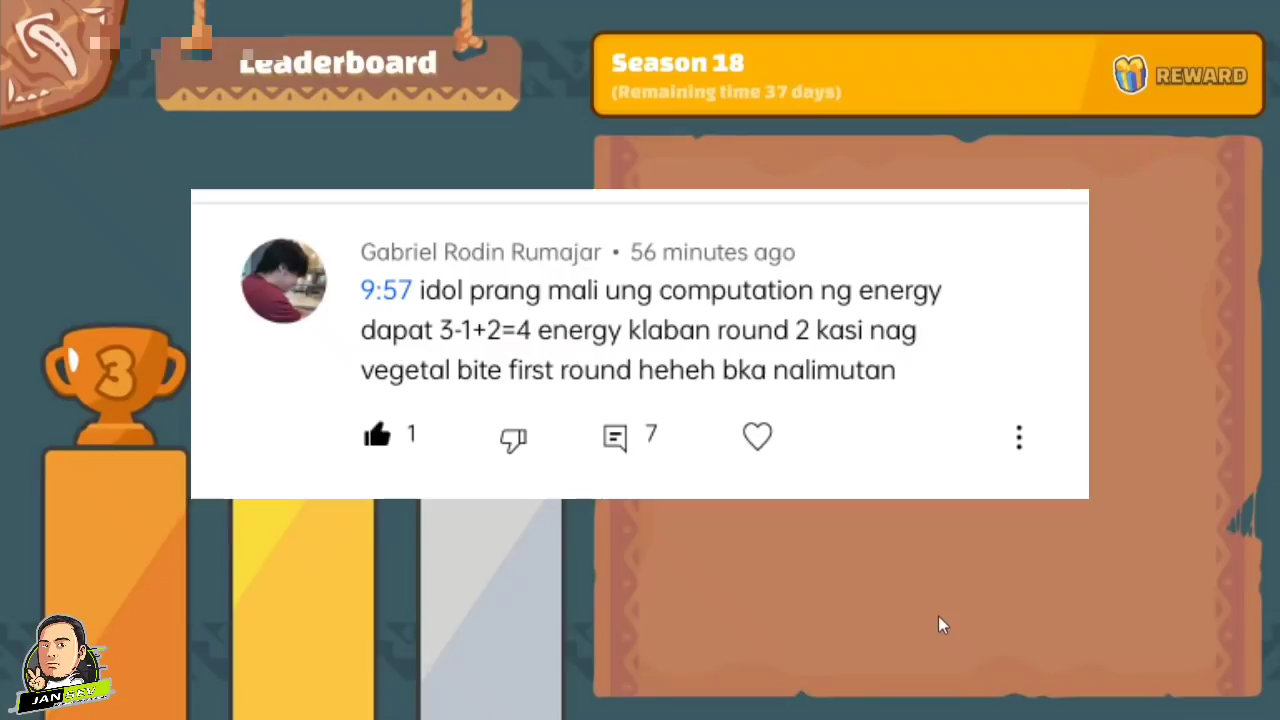 Leaderboard
Season 18
(Remaining time 37 days)
REWARD
Gabriel Rodin Rumajar • 56 minutes ago
9:57 idol prang mali ung computation ng energy
dapat 3-1+2=4 energy klaban round 2 kasi nag
vegetal bite first round heheh bka nalimutan
1
7
3
JANDEV